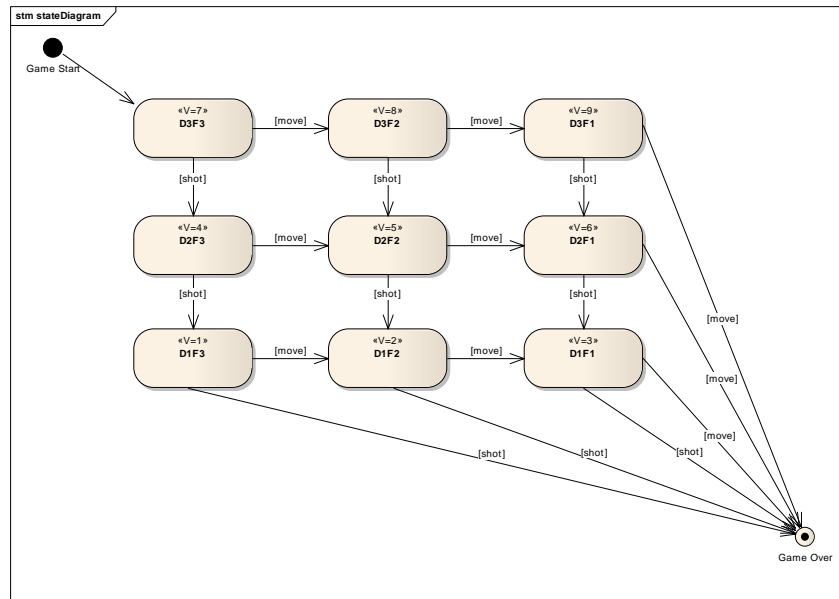 stm stateDiagram
Game Start
«V=7»
D3F3
[move]
«V=8»
D3F2
[move]
«V=9»
D3F1
[shot]
[shot]
[shot]
«V=4»
D2F3
[move]
«V=5»
D2F2
[move]
«V=6»
D2F1
[shot]
[shot]
[shot]
[move]
«V=1»
D1F3
[move]
«V=2»
D1F2
[move]
«V=3»
D1F1
[move]
[move]
[shot]
[shot]
[shot]
Game Over